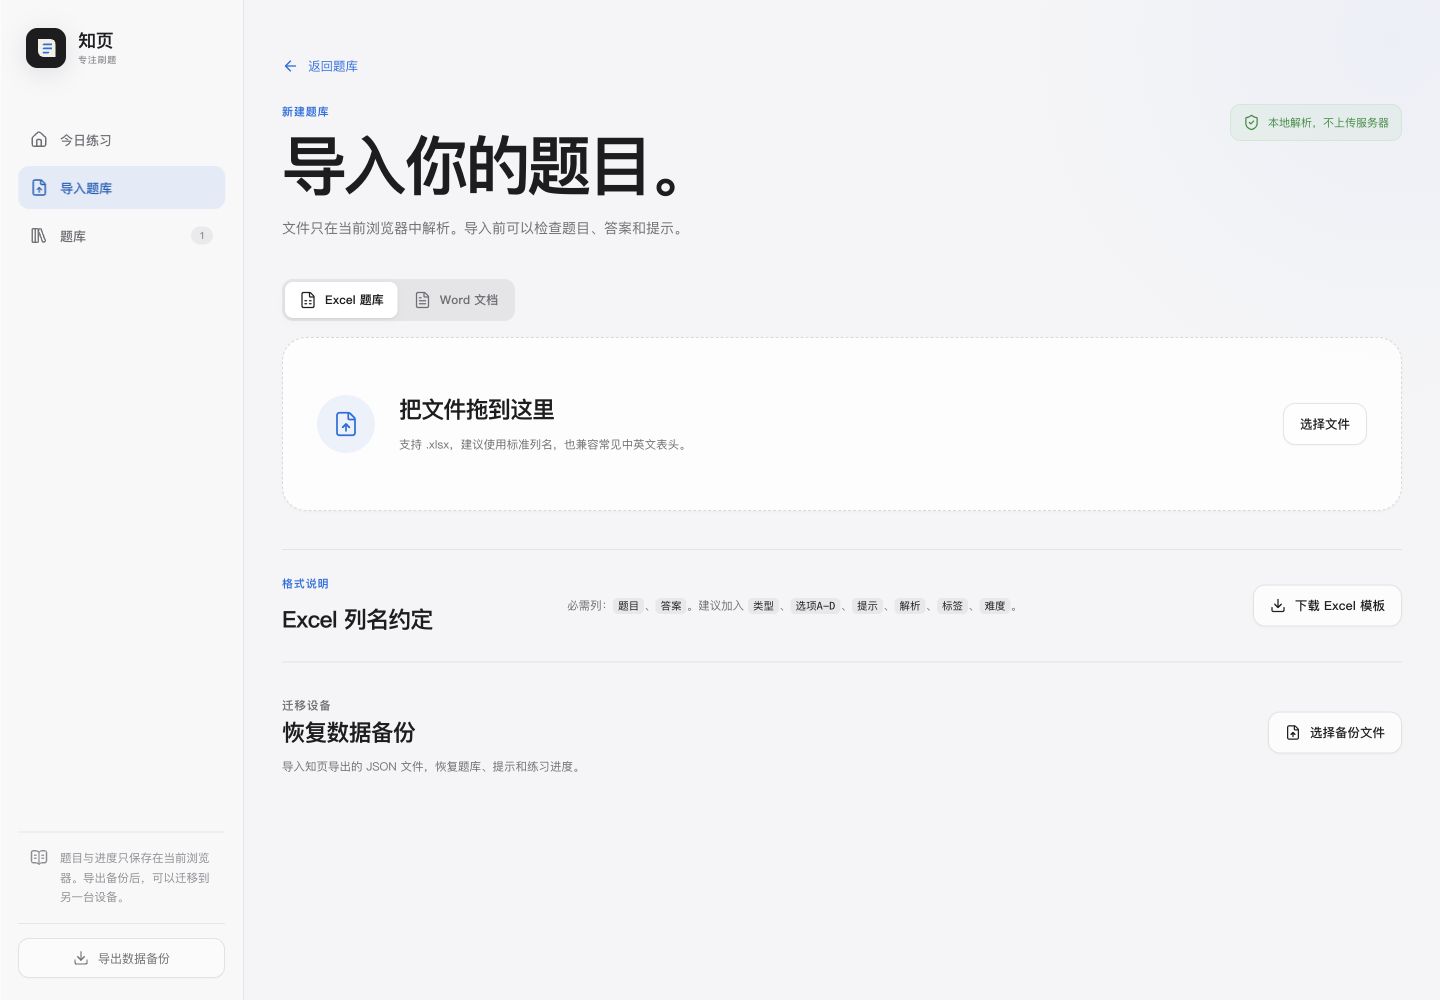 知页
专注刷题
今日练习
导入题库
题库
1
题目与进度只保存在当前浏览
器。导出备份后，可以迁移到
另一台设备。
导出数据备份
返回题库
新建题库
导入你的题目。
本地解析，不上传服务器
文件只在当前浏览器中解析。导入前可以检查题目、答案和提示。
Excel 题库
Word 文档
把文件拖到这里
支持 .xlsx，建议使用标准列名，也兼容常见中英文表头。
选择文件
格式说明
Excel 列名约定
必需列： 题目 、 答案 。建议加入 类型 、 选项A-D 、 提示 、 解析 、 标签 、 难度 。
下载 Excel 模板
迁移设备
恢复数据备份
导入知页导出的 JSON 文件，恢复题库、提示和练习进度。
选择备份文件